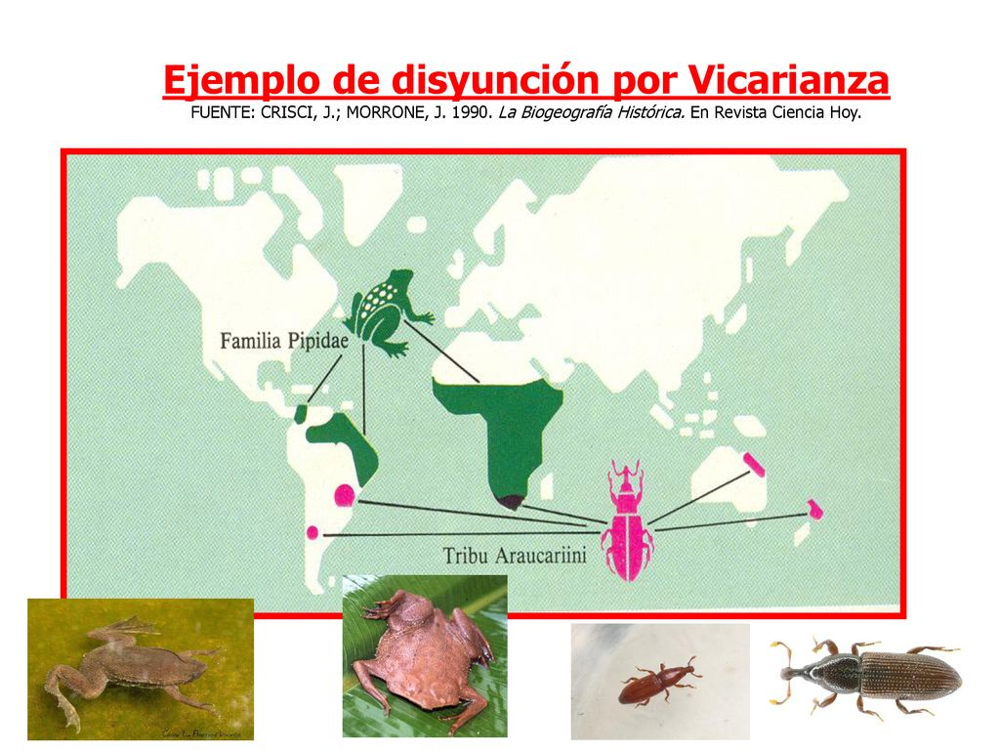 Ejemplo de disyunción por Vicarianza
FUENTE: CRISCI, J.; MORRONE, J. 1990. La Biogeografía Histórica. En Revista Ciencia Hoy.
Familia Pipidae
Tribu Araucariini